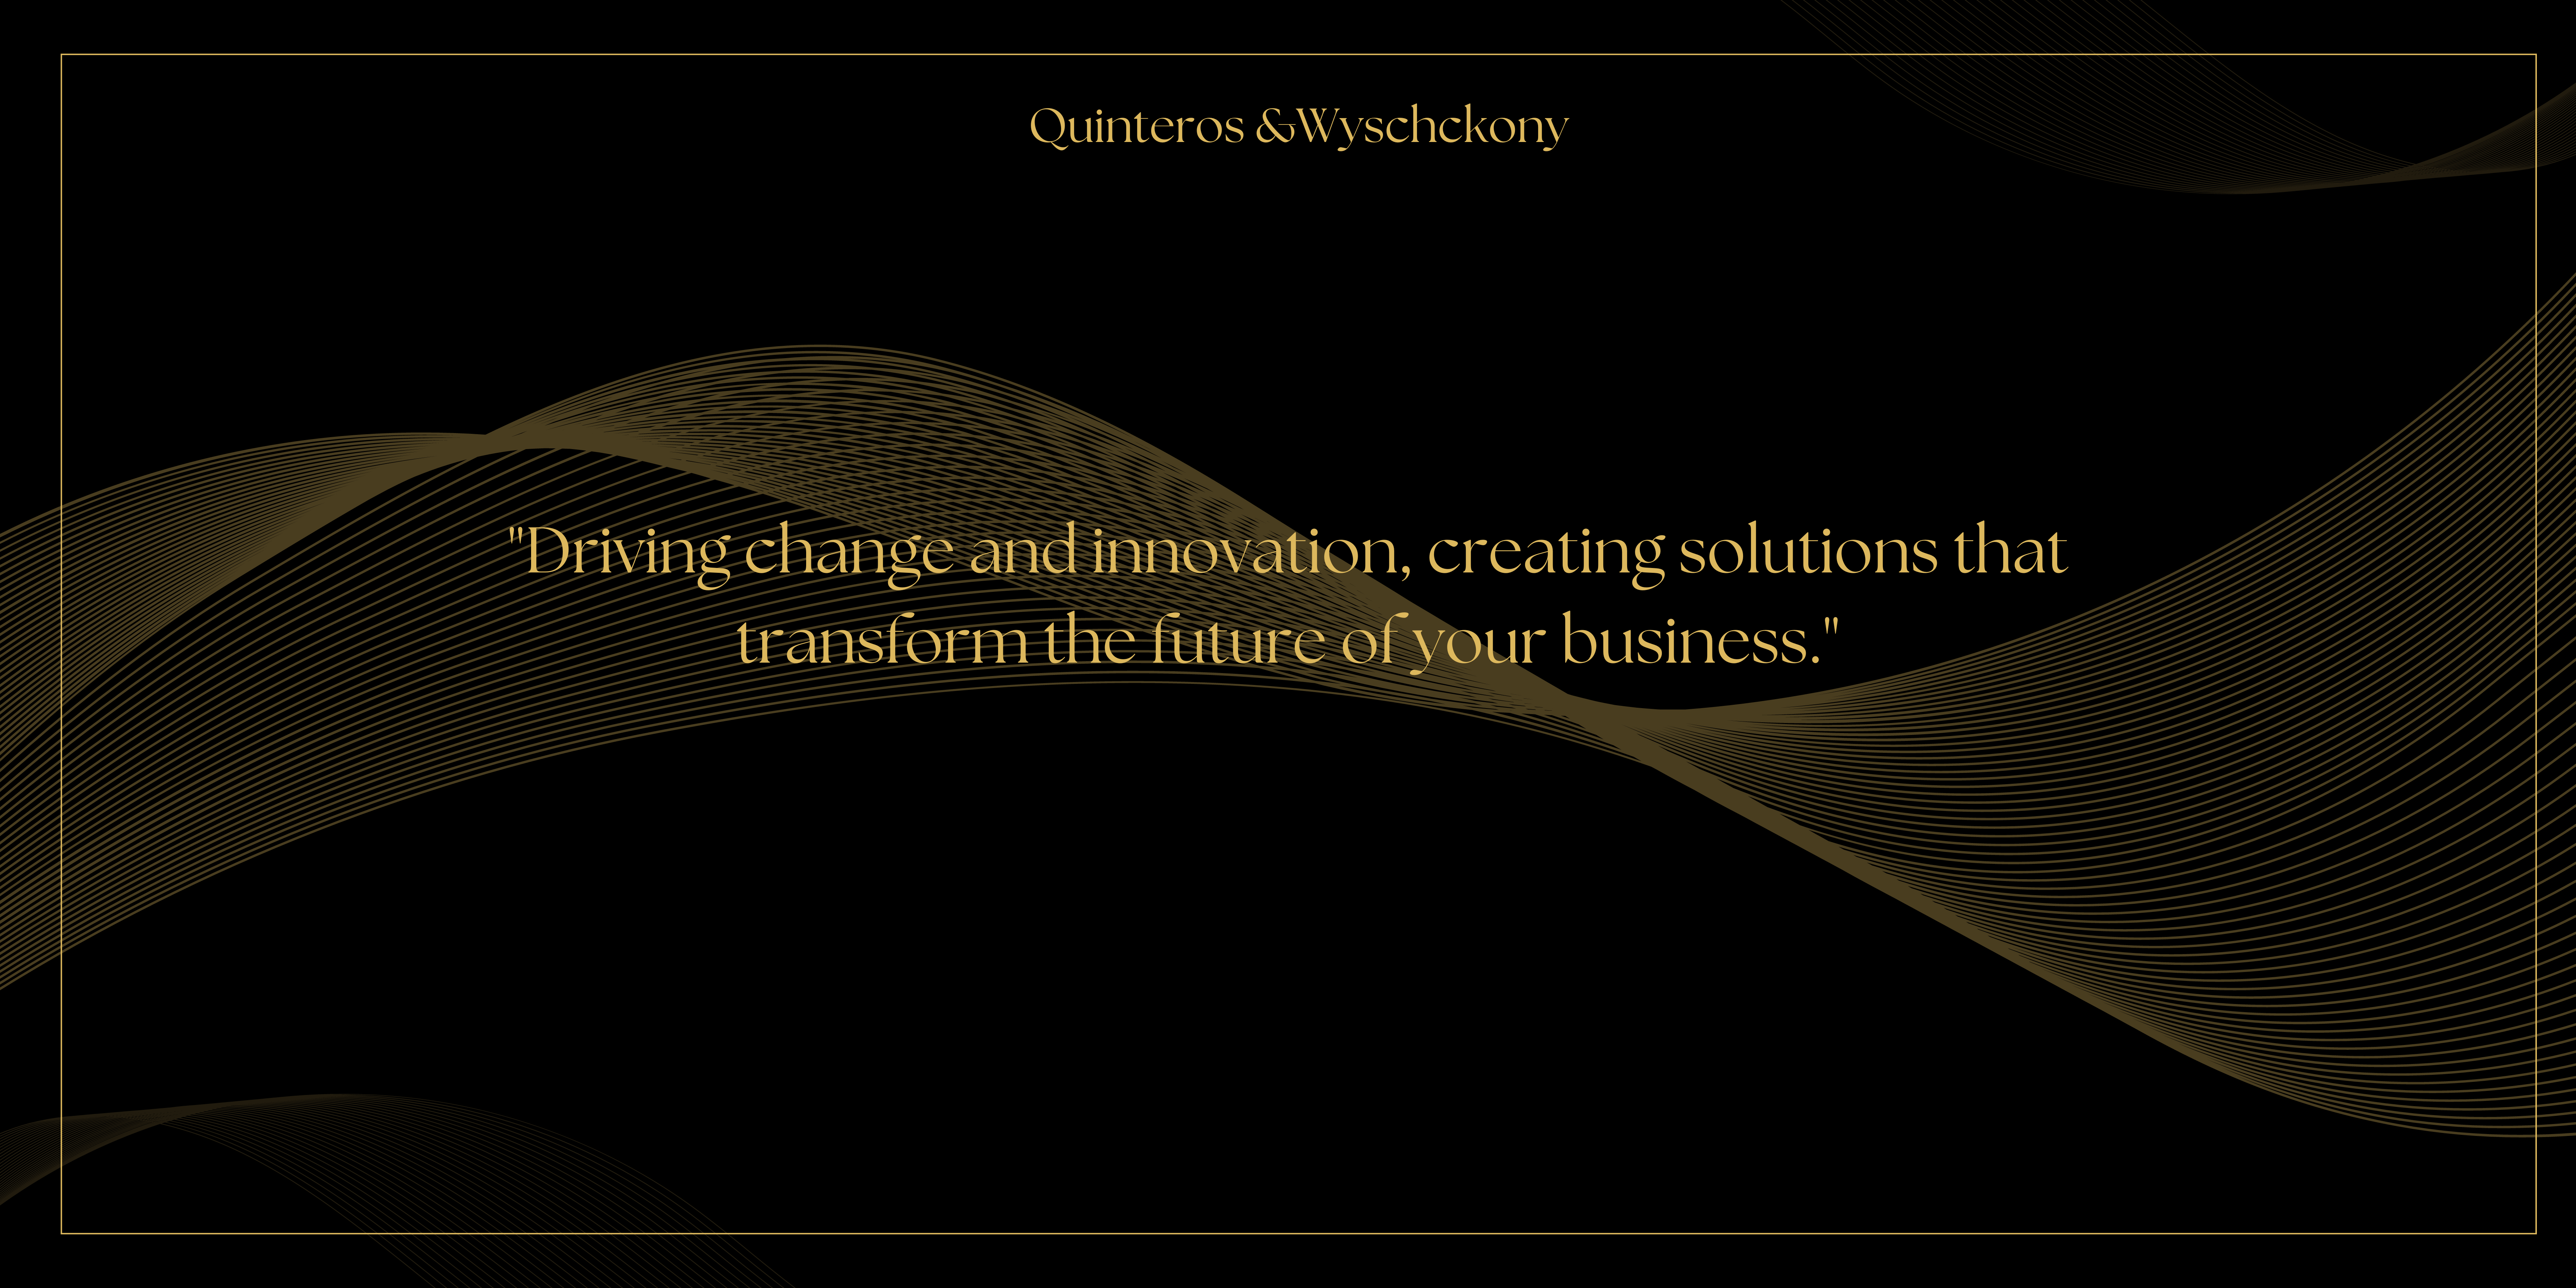 Quinteros &Wyschckony
"Driving change and innovation, creating solutions that
transform the future of your business."